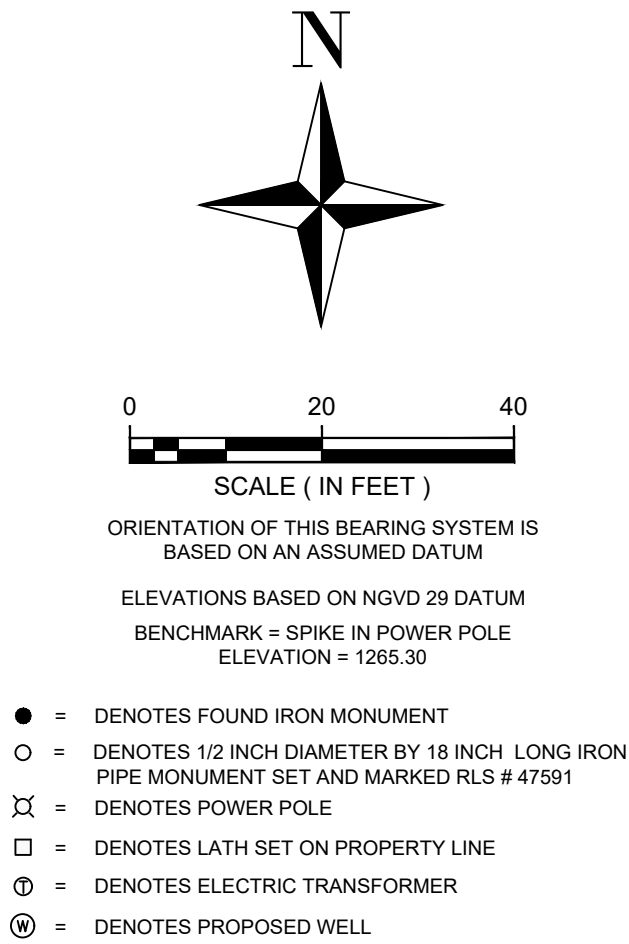 N
0 20 40
SCALE ( IN FEET )
ORIENTATION OF THIS BEARING SYSTEM IS
BASED ON AN ASSUMED DATUM
ELEVATIONS BASED ON NGVD 29 DATUM
BENCHMARK = SPIKE IN POWER POLE
ELEVATION = 1265.30
= DENOTES FOUND IRON MONUMENT
= DENOTES 1/2 INCH DIAMETER BY 18 INCH LONG IRON
PIPE MONUMENT SET AND MARKED RLS # 47591
= DENOTES POWER POLE
= DENOTES LATH SET ON PROPERTY LINE
T = DENOTES ELECTRIC TRANSFORMER
W = DENOTES PROPOSED WELL